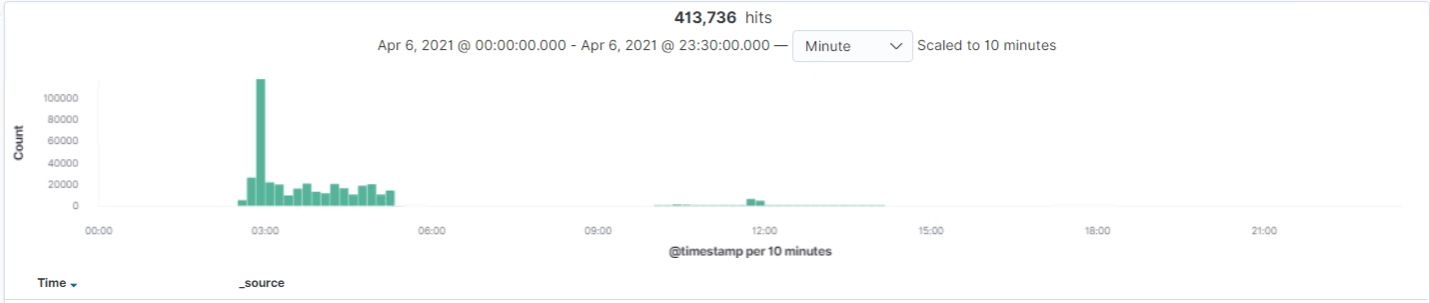 413,736 hits
Apr 6, 2021 @ 00:00:00.000 - Apr 6, 2021 @ 23:30:00.000 — Minute Scaled to 10 minutes
100000
80000
60000
40000
20000
0
Count
00:00 03:00 06:00 09:00 12:00 15:00 18:00 21:00
@timestamp per 10 minutes
Time _source